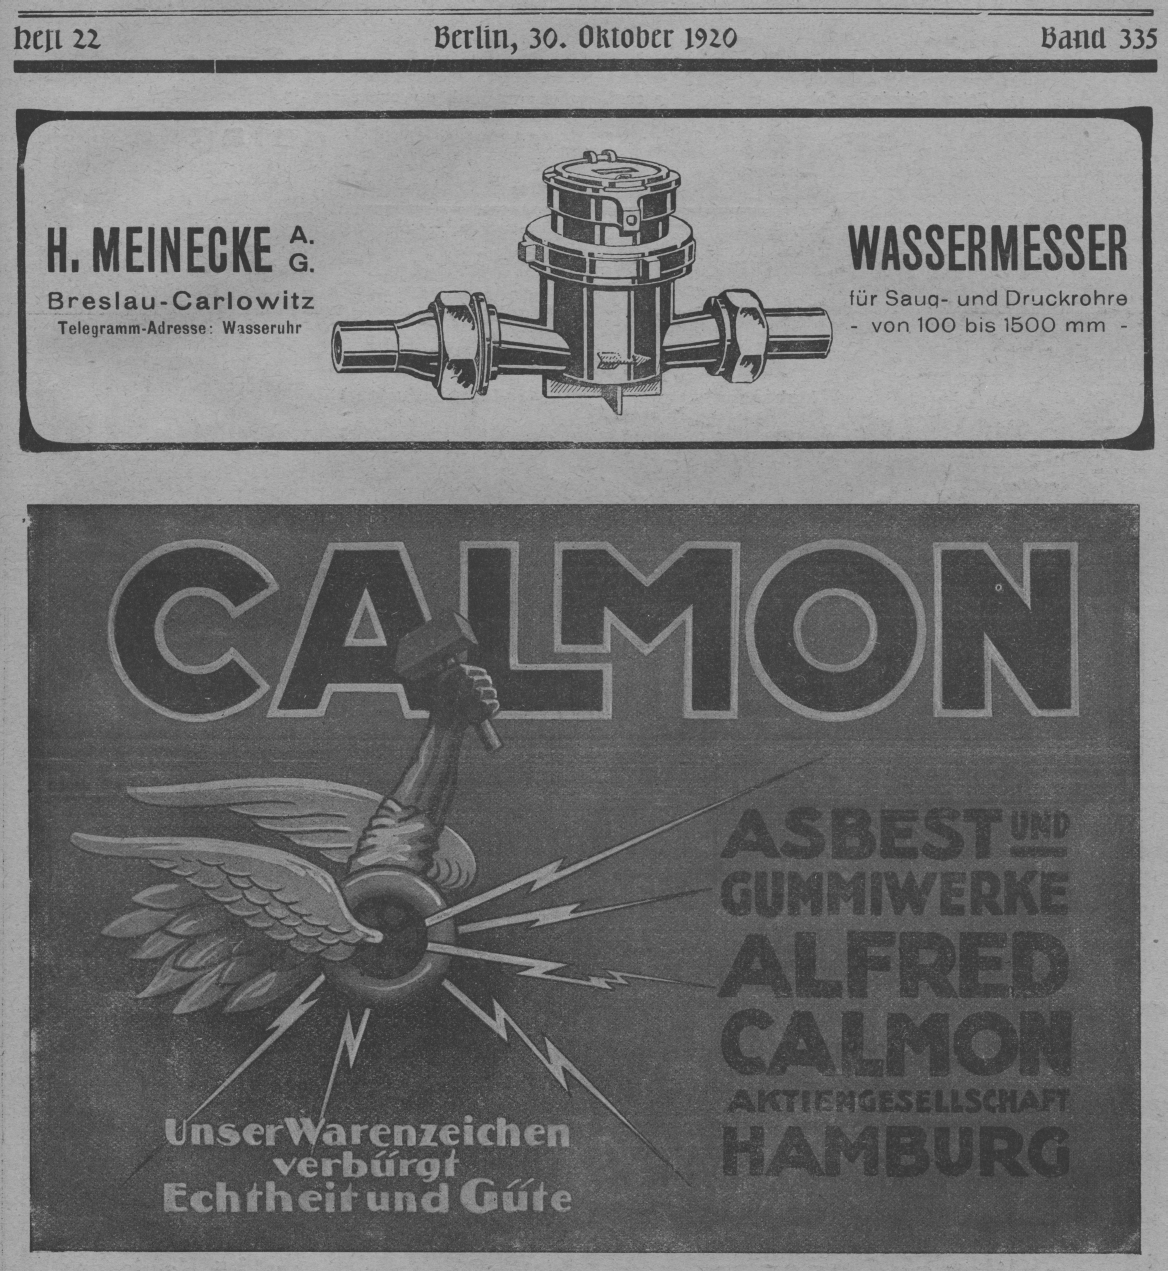 Heft 22 Berlin, 30. Oktober 1920 Band 335
H. MEINECKE A.G.
Breslau-Carlowitz
Telegramm-Adresse: Wasseruhr
WASSERMESSER
für Saug- und Druckrohre
- von 100 bis 1500 mm -
CALMON
ASBEST UND
GUMMIWERKE
ALFRED
CALMON
AKTIENGESELLSCHAFT
HAMBURG
Unser Warenzeichen
verbürgt
Echtheit und Güte